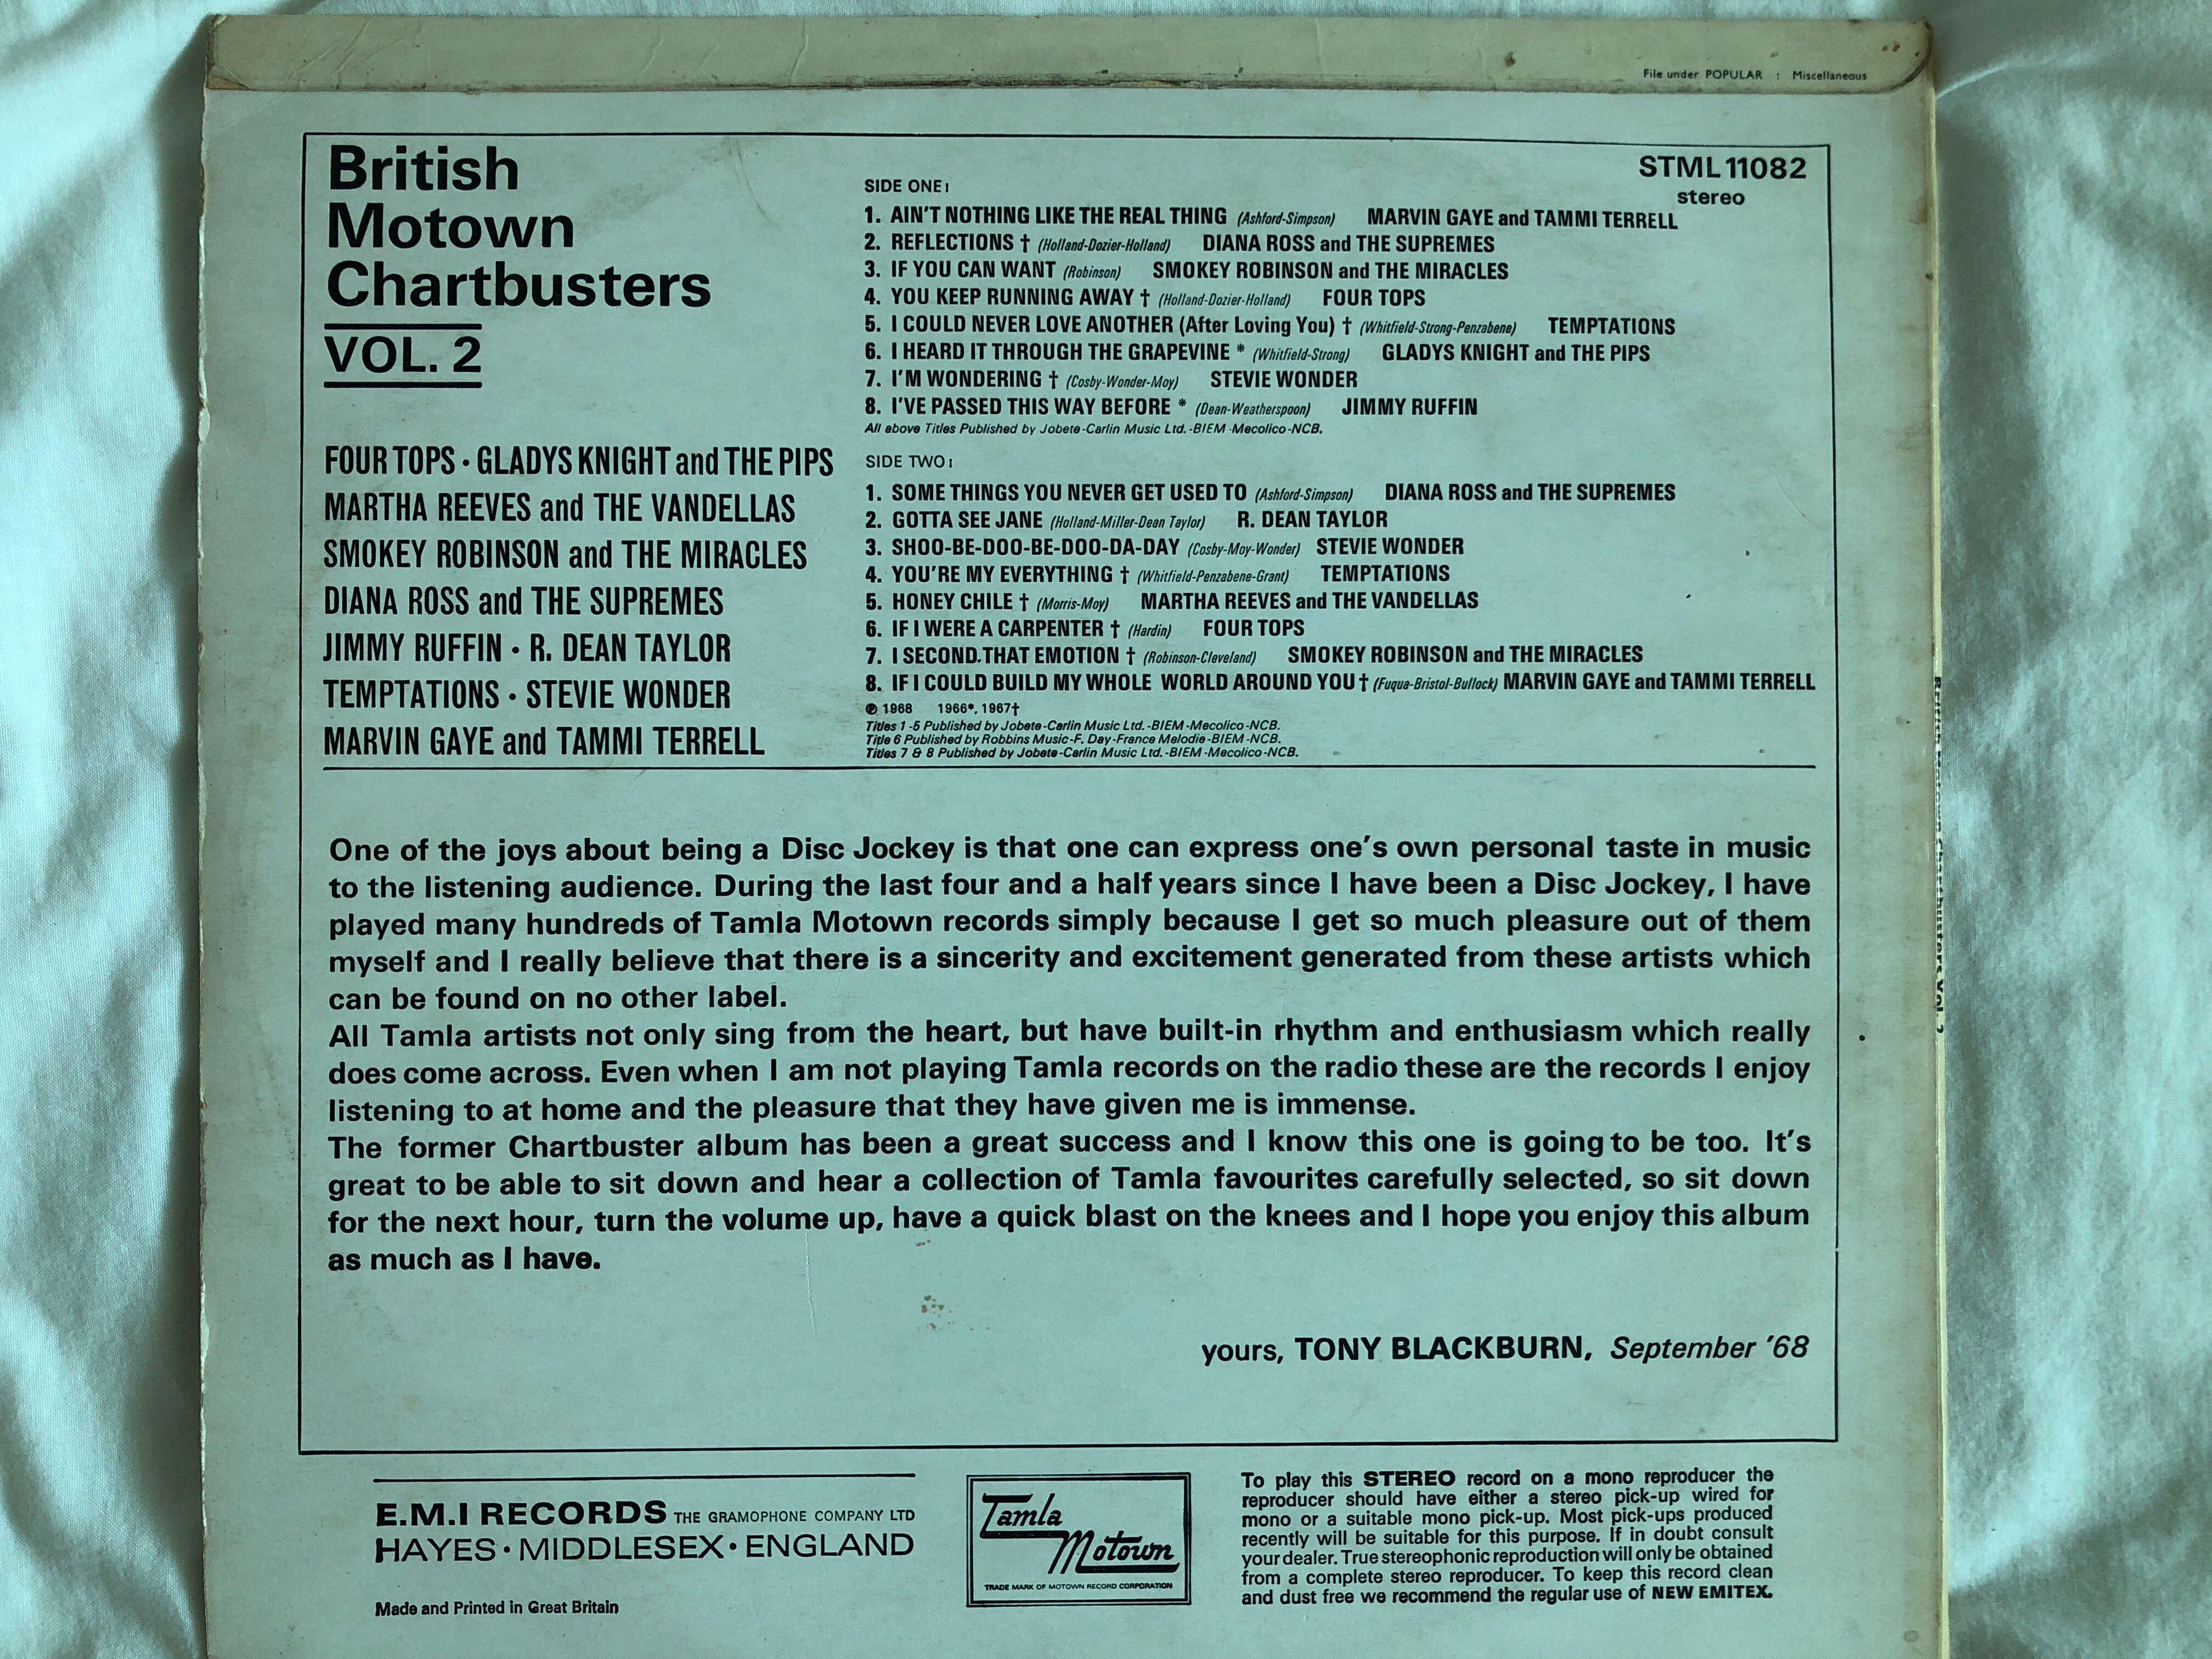 File under POPULAR : Miscellaneous
British
Motown
Chartbusters
VOL. 2
FOUR TOPS · GLADYS KNIGHT and THE PIPS
MARTHA REEVES and THE VANDELLAS
SMOKEY ROBINSON and THE MIRACLES
DIANA ROSS and THE SUPREMES
JIMMY RUFFIN · R. DEAN TAYLOR
TEMPTATIONS · STEVIE WONDER
MARVIN GAYE and TAMMI TERRELL
STML 11082
stereo
SIDE ONE:
1. AIN'T NOTHING LIKE THE REAL THING (Ashford-Simpson) MARVIN GAYE and TAMMI TERRELL
2. REFLECTIONS † (Holland-Dozier-Holland) DIANA ROSS and THE SUPREMES
3. IF YOU CAN WANT (Robinson) SMOKEY ROBINSON and THE MIRACLES
4. YOU KEEP RUNNING AWAY † (Holland-Dozier-Holland) FOUR TOPS
5. I COULD NEVER LOVE ANOTHER (After Loving You) † (Whitfield-Strong-Penzabene) TEMPTATIONS
6. I HEARD IT THROUGH THE GRAPEVINE * (Whitfield-Strong) GLADYS KNIGHT and THE PIPS
7. I'M WONDERING † (Cosby-Wonder-Moy) STEVIE WONDER
8. I'VE PASSED THIS WAY BEFORE * (Dean-Weatherspoon) JIMMY RUFFIN
All above Titles Published by Jobete-Carlin Music Ltd.-BIEM-Mecolico-NCB.
SIDE TWO:
1. SOME THINGS YOU NEVER GET USED TO (Ashford-Simpson) DIANA ROSS and THE SUPREMES
2. GOTTA SEE JANE (Holland-Miller-Dean Taylor) R. DEAN TAYLOR
3. SHOO-BE-DOO-BE-DOO-DA-DAY (Cosby-Moy-Wonder) STEVIE WONDER
4. YOU'RE MY EVERYTHING † (Whitfield-Penzabene-Grant) TEMPTATIONS
5. HONEY CHILE † (Morris-Moy) MARTHA REEVES and THE VANDELLAS
6. IF I WERE A CARPENTER † (Hardin) FOUR TOPS
7. I SECOND THAT EMOTION † (Robinson-Cleveland) SMOKEY ROBINSON and THE MIRACLES
8. IF I COULD BUILD MY WHOLE WORLD AROUND YOU † (Fuqua-Bristol-Bullock) MARVIN GAYE and TAMMI TERRELL
℗ 1968 1966*, 1967†
Titles 1-5 Published by Jobete-Carlin Music Ltd.-BIEM-Mecolico-NCB.
Title 6 Published by Robbins Music-F. Day-France Melodie-BIEM-NCB.
Titles 7 & 8 Published by Jobete-Carlin Music Ltd.-BIEM-Mecolico-NCB.
One of the joys about being a Disc Jockey is that one can express one's own personal taste in music
to the listening audience. During the last four and a half years since I have been a Disc Jockey, I have
played many hundreds of Tamla Motown records simply because I get so much pleasure out of them
myself and I really believe that there is a sincerity and excitement generated from these artists which
can be found on no other label.
All Tamla artists not only sing from the heart, but have built-in rhythm and enthusiasm which really
does come across. Even when I am not playing Tamla records on the radio these are the records I enjoy
listening to at home and the pleasure that they have given me is immense.
The former Chartbuster album has been a great success and I know this one is going to be too. It's
great to be able to sit down and hear a collection of Tamla favourites carefully selected, so sit down
for the next hour, turn the volume up, have a quick blast on the knees and I hope you enjoy this album
as much as I have.
yours, TONY BLACKBURN, September '68
E.M.I RECORDS THE GRAMOPHONE COMPANY LTD
HAYES · MIDDLESEX · ENGLAND
Made and Printed in Great Britain
Tamla
Motown
TRADE MARK OF MOTOWN RECORD CORPORATION
To play this STEREO record on a mono reproducer the
reproducer should have either a stereo pick-up wired for
mono or a suitable mono pick-up. Most pick-ups produced
recently will be suitable for this purpose. If in doubt consult
your dealer. True stereophonic reproduction will only be obtained
from a complete stereo reproducer. To keep this record clean
and dust free we recommend the regular use of NEW EMITEX.
British Motown Chartbusters Vol. 2